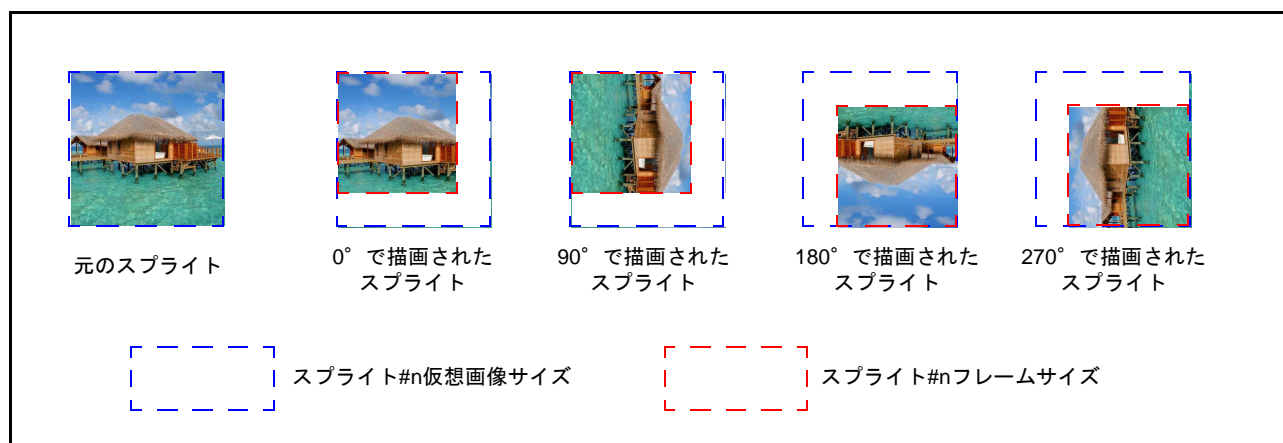 元のスプライト
0°で描画された
スプライト
90°で描画された
スプライト
180°で描画された
スプライト
270°で描画された
スプライト
スプライト#n仮想画像サイズ
スプライト#nフレームサイズ